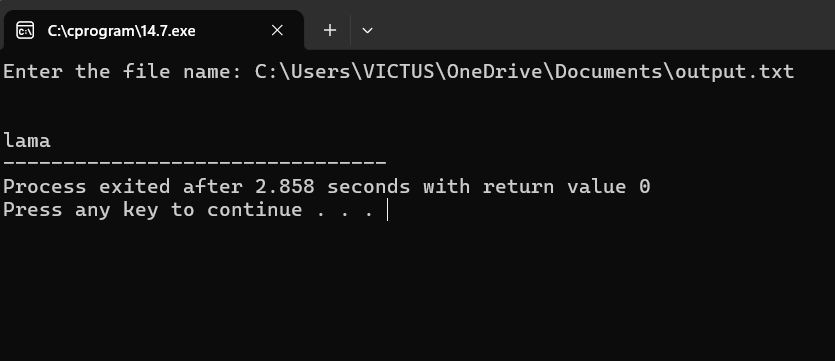 C:\cprogram\14.7.exe
Enter the file name: C:\Users\VICTUS\OneDrive\Documents\output.txt
lama
--------------------------------
Process exited after 2.858 seconds with return value 0
Press any key to continue . . .